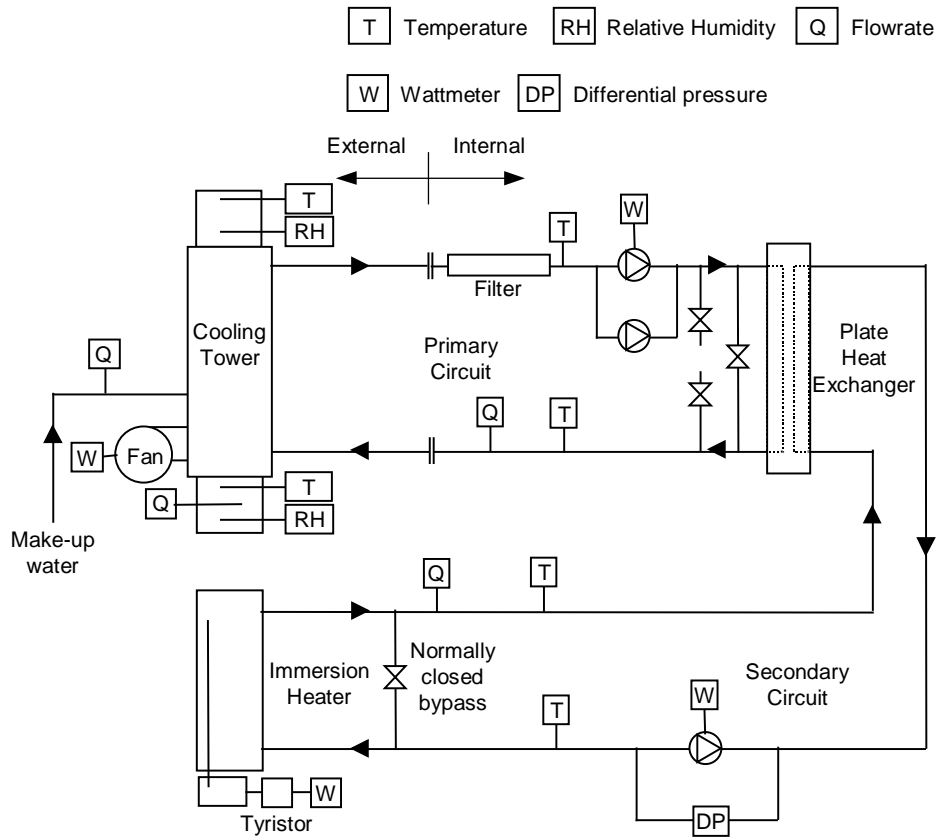 T Temperature RH Relative Humidity Q Flowrate
W Wattmeter DP Differential pressure
External Internal
T
RH
W
T
Filter
Cooling
Tower
Primary
Circuit
Plate
Heat
Exchanger
Q
Q
T
W
Fan
T
Q
RH
Make-up
water
Q
T
Immersion
Heater
Normally
closed
bypass
Secondary
Circuit
T
W
W
DP
Tyristor